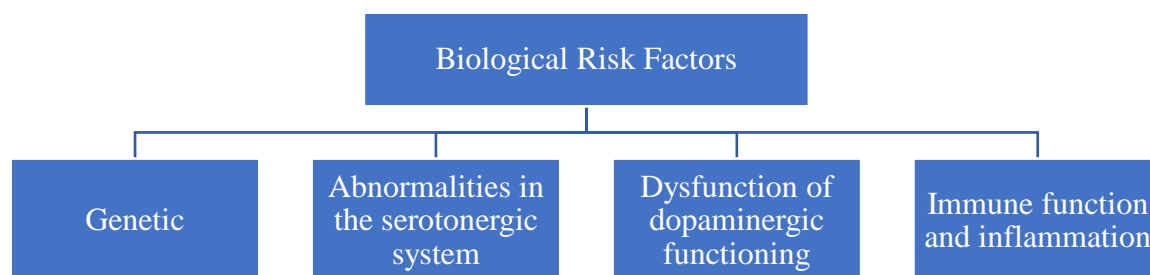 Biological Risk Factors
Genetic
Abnormalities in
the serotonergic
system
Dysfunction of
dopaminergic
functioning
Immune function
and inflammation